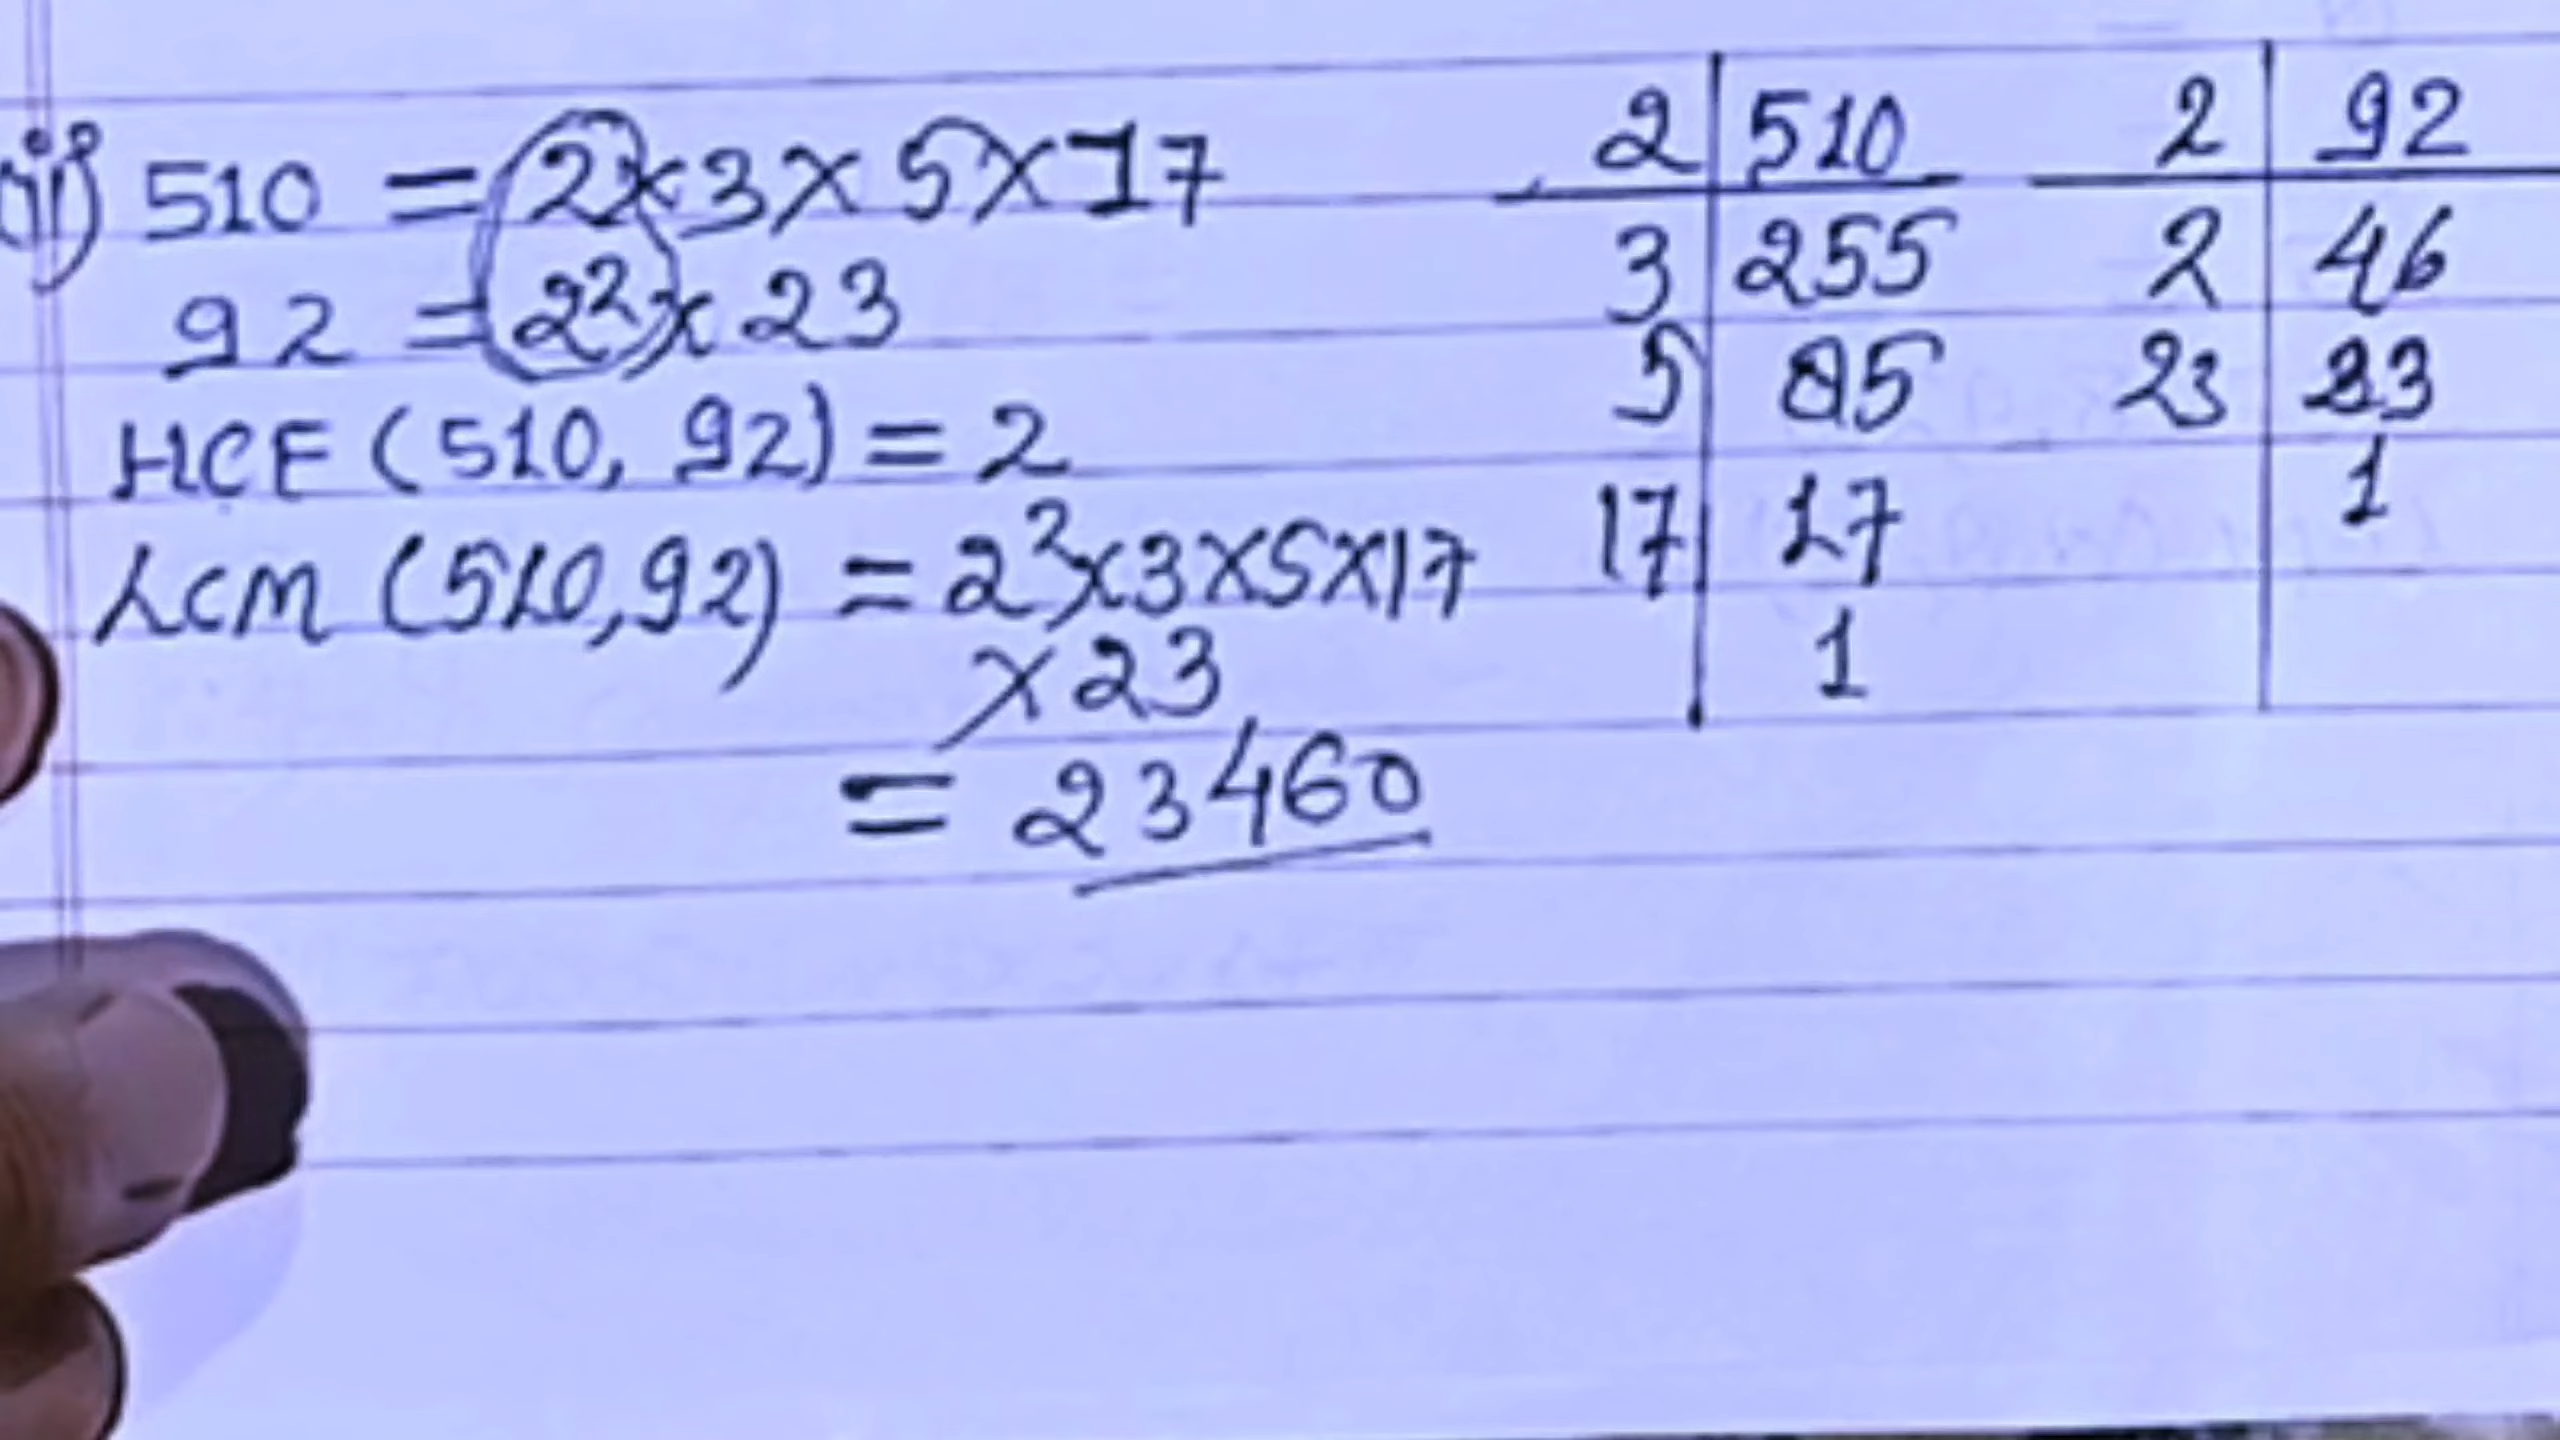 ii) 510 = 2×3×5×17
92 = 2²×23
HCF (510, 92) = 2
LCM (510,92) = 2²×3×5×17
×23
= 23460
2 | 510
3 | 255
5 | 85
17 | 17
1
2 | 92
2 | 46
23 | 23
1